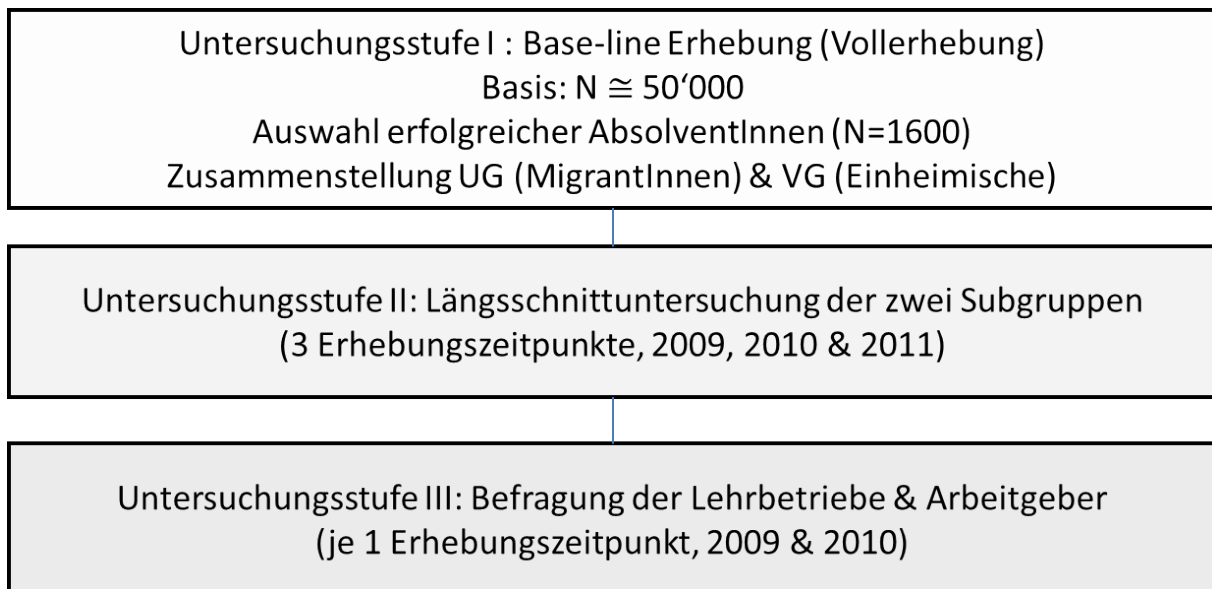 Untersuchungsstufe I : Base-line Erhebung (Vollerhebung)
Basis: N ≅ 50‘000
Auswahl erfolgreicher AbsolventInnen (N=1600)
Zusammenstellung UG (MigrantInnen) & VG (Einheimische)
Untersuchungsstufe II: Längsschnittuntersuchung der zwei Subgruppen
(3 Erhebungszeitpunkte, 2009, 2010 & 2011)
Untersuchungsstufe III: Befragung der Lehrbetriebe & Arbeitgeber
(je 1 Erhebungszeitpunkt, 2009 & 2010)